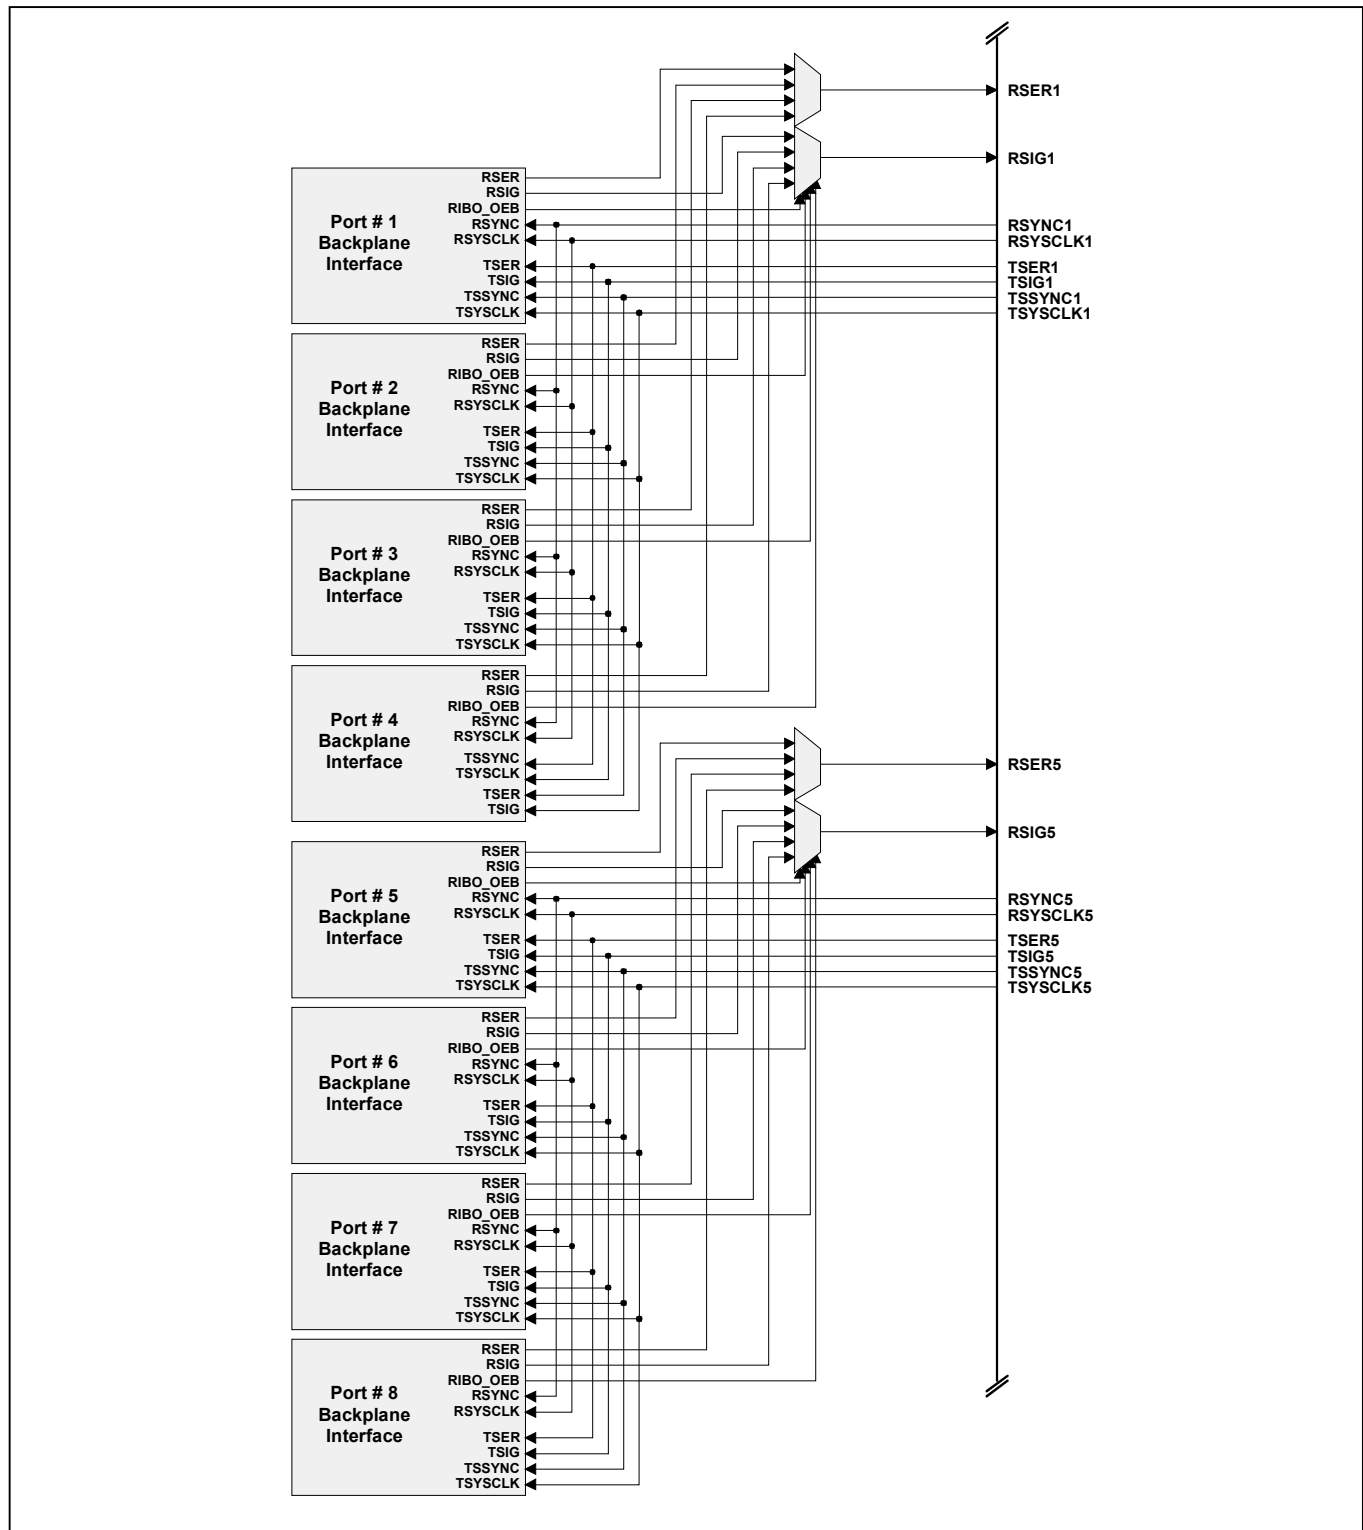 RSER1
RSIG1
Port # 1
Backplane
Interface
RSER
RSIG
RIBO_OEB
RSYNC
RSYSCLK
TSER
TSIG
TSSYNC
TSYSCLK
RSYNC1
RSYSCLK1
TSER1
TSIG1
TSSYNC1
TSYSCLK1
Port # 2
Backplane
Interface
RSER
RSIG
RIBO_OEB
RSYNC
RSYSCLK
TSER
TSIG
TSSYNC
TSYSCLK
Port # 3
Backplane
Interface
RSER
RSIG
RIBO_OEB
RSYNC
RSYSCLK
TSER
TSIG
TSSYNC
TSYSCLK
Port # 4
Backplane
Interface
RSER
RSIG
RIBO_OEB
RSYNC
RSYSCLK
TSSYNC
TSYSCLK
TSER
TSIG
RSER5
RSIG5
Port # 5
Backplane
Interface
RSER
RSIG
RIBO_OEB
RSYNC
RSYSCLK
TSER
TSIG
TSSYNC
TSYSCLK
RSYNC5
RSYSCLK5
TSER5
TSIG5
TSSYNC5
TSYSCLK5
Port # 6
Backplane
Interface
RSER
RSIG
RIBO_OEB
RSYNC
RSYSCLK
TSER
TSIG
TSSYNC
TSYSCLK
Port # 7
Backplane
Interface
RSER
RSIG
RIBO_OEB
RSYNC
RSYSCLK
TSER
TSIG
TSSYNC
TSYSCLK
Port # 8
Backplane
Interface
RSER
RSIG
RIBO_OEB
RSYNC
RSYSCLK
TSER
TSIG
TSSYNC
TSYSCLK